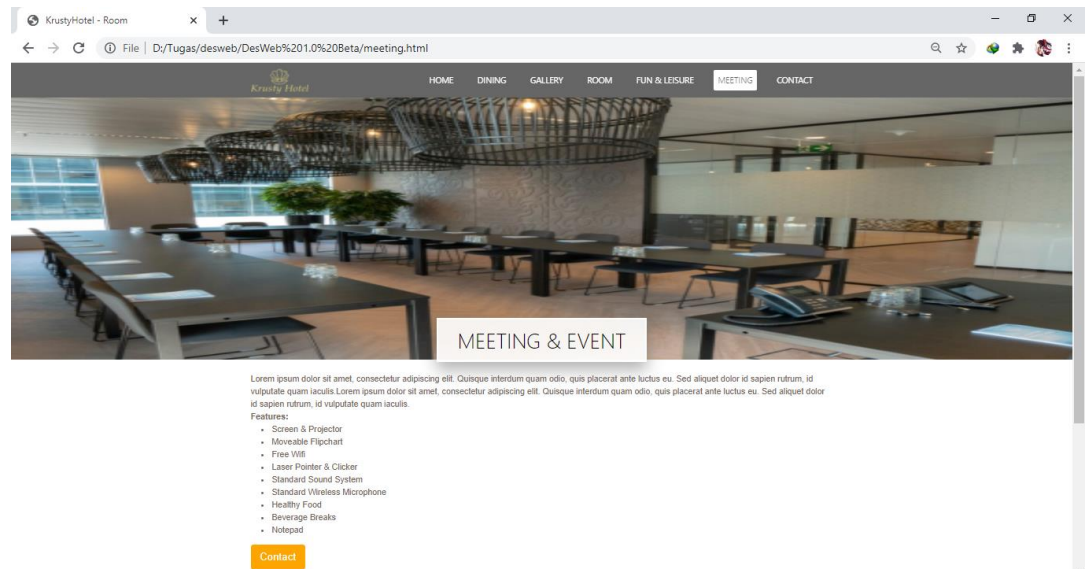 KrustyHotel - Room
File | D:/Tugas/desweb/DesWeb%201.0%20Beta/meeting.html
Krusty Hotel
HOME DINING GALLERY ROOM FUN & LEISURE MEETING CONTACT
MEETING & EVENT
Lorem ipsum dolor sit amet, consectetur adipiscing elit. Quisque interdum quam odio, quis placerat ante luctus eu. Sed aliquet dolor id sapien rutrum, id
vulputate quam iaculis.Lorem ipsum dolor sit amet, consectetur adipiscing elit. Quisque interdum quam odio, quis placerat ante luctus eu. Sed aliquet dolor
id sapien rutrum, id vulputate quam iaculis.
Features:
Screen & Projector
Moveable Flipchart
Free Wifi
Laser Pointer & Clicker
Standard Sound System
Standard Wireless Microphone
Healthy Food
Beverage Breaks
Notepad
Contact